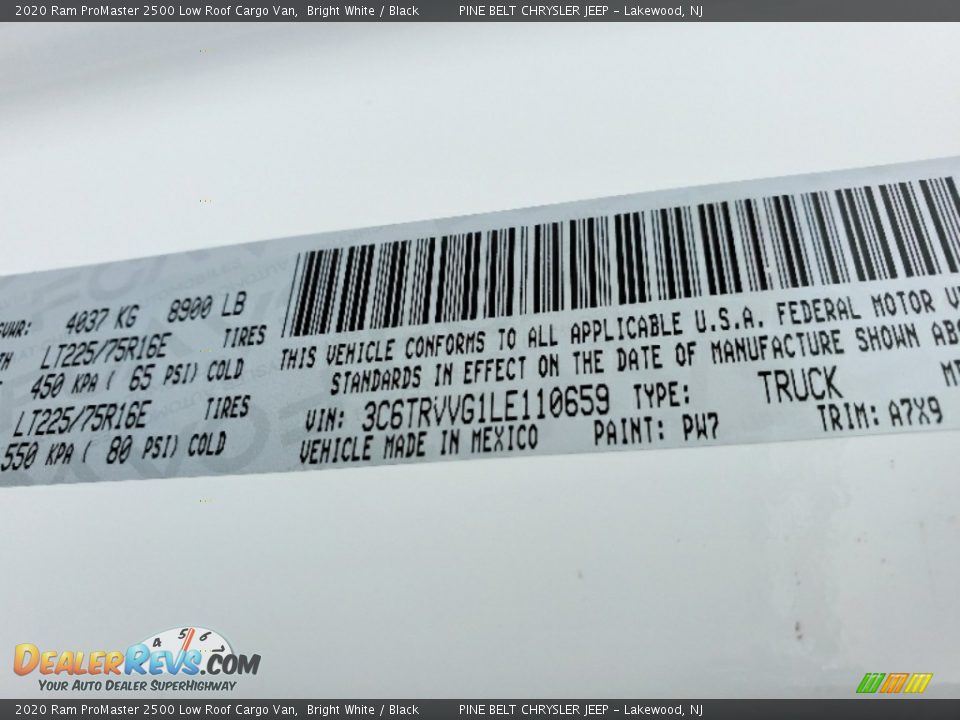 2020 Ram ProMaster 2500 Low Roof Cargo Van, Bright White / Black PINE BELT CHRYSLER JEEP – Lakewood, NJ
4037 KG 8900 LB
LT225/75R16E TIRES
450 KPA ( 65 PSI) COLD
LT225/75R16E TIRES
550 KPA ( 80 PSI) COLD
THIS VEHICLE CONFORMS TO ALL APPLICABLE U.S.A. FEDERAL MOTOR
STANDARDS IN EFFECT ON THE DATE OF MANUFACTURE SHOWN
VIN: 3C6TRVVG1LE110659 TYPE: TRUCK
VEHICLE MADE IN MEXICO PAINT: PW7 TRIM: A7X9
4 5 6
DEALERREVS.COM
YOUR AUTO DEALER SUPERHIGHWAY
2020 Ram ProMaster 2500 Low Roof Cargo Van, Bright White / Black PINE BELT CHRYSLER JEEP – Lakewood, NJ